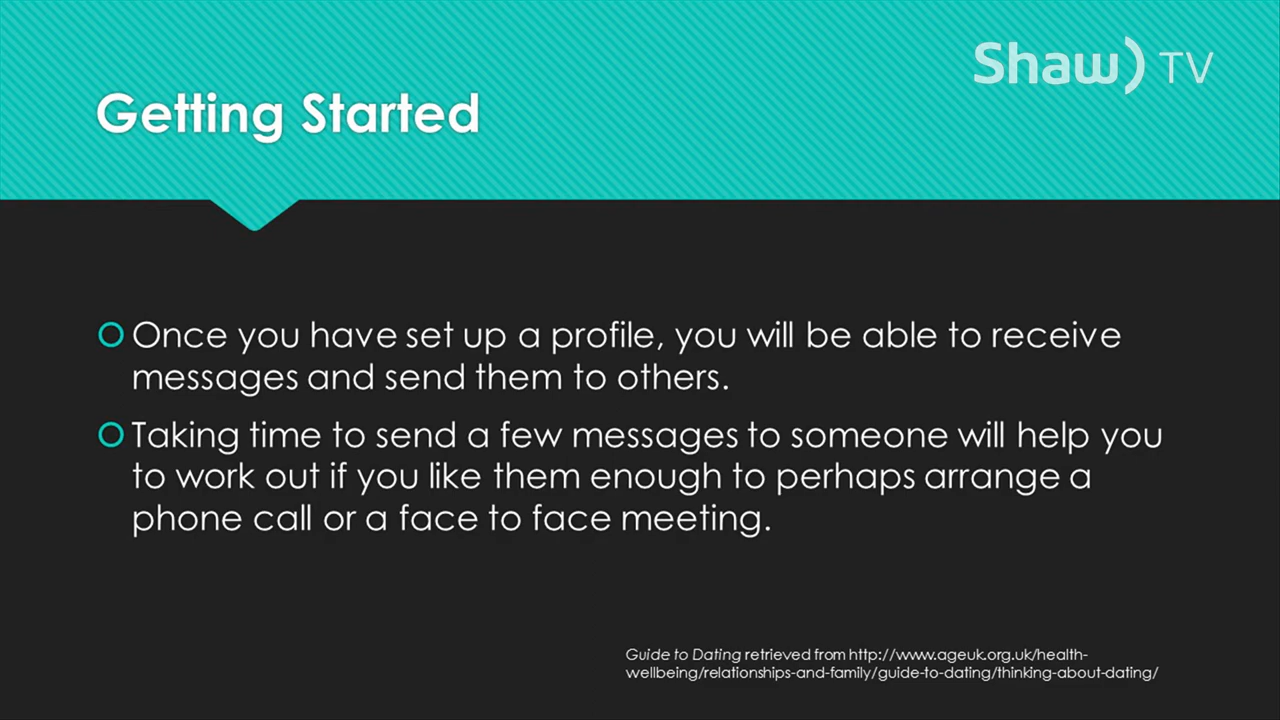 Shaw) TV
Getting Started
Once you have set up a profile, you will be able to receive
messages and send them to others.
Taking time to send a few messages to someone will help you
to work out if you like them enough to perhaps arrange a
phone call or a face to face meeting.
Guide to Dating retrieved from http://www.ageuk.org.uk/health-
wellbeing/relationships-and-family/guide-to-dating/thinking-about-dating/